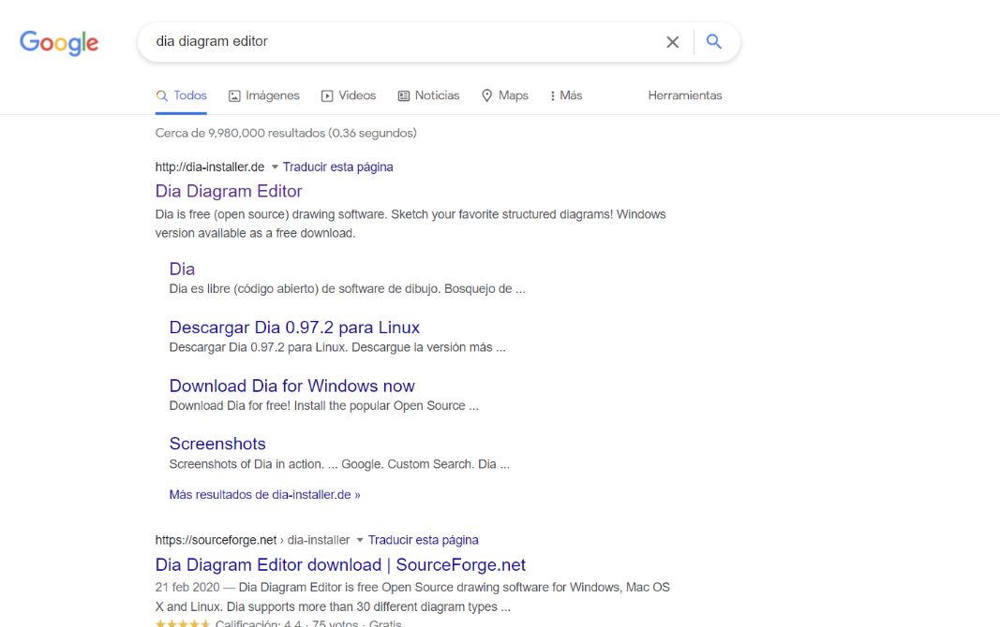 Google
dia diagram editor
Todos Imágenes Videos Noticias Maps Más Herramientas
Cerca de 9,980,000 resultados (0.36 segundos)
http://dia-installer.de Traducir esta página
Dia Diagram Editor
Dia is free (open source) drawing software. Sketch your favorite structured diagrams! Windows
version available as a free download.
Dia
Dia es libre (código abierto) de software de dibujo. Bosquejo de ...
Descargar Dia 0.97.2 para Linux
Descargar Dia 0.97.2 para Linux. Descargue la versión más ...
Download Dia for Windows now
Download Dia for free! Install the popular Open Source ...
Screenshots
Screenshots of Dia in action. ... Google. Custom Search. Dia ...
Más resultados de dia-installer.de »
https://sourceforge.net › dia-installer Traducir esta página
Dia Diagram Editor download | SourceForge.net
21 feb 2020 — Dia Diagram Editor is free Open Source drawing software for Windows, Mac OS
X and Linux. Dia supports more than 30 different diagram types ...
Calificación: 4.4 · 75 votos · Gratis